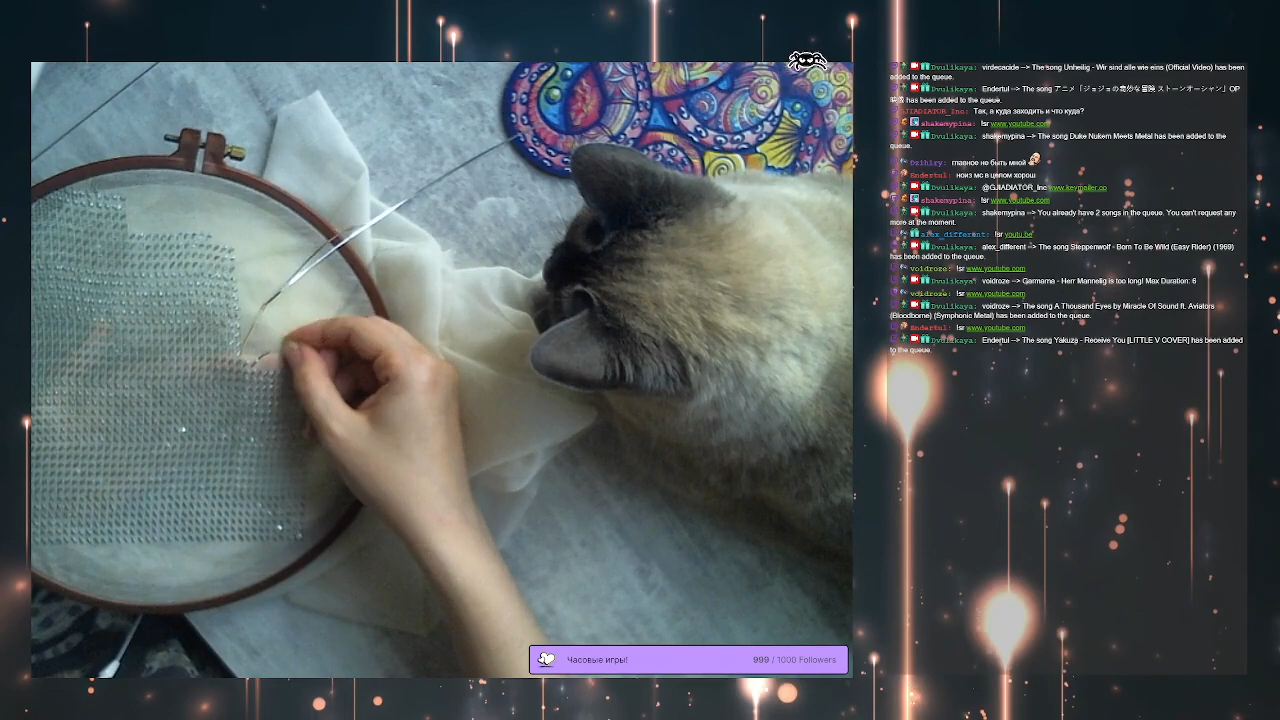 Dvulikaya: virdecacide --> The song Unheilig - Wir sind alle wie eins (Official Video) has been
added to the queue.
Dvulikaya: Endertul --> The song アニメ「ジョジョの奇妙な冒険 ストーンオーシャン」OP
映像 has been added to the queue.
GJIADIATOR_Inc: Так, а куда заходить и что куда?
shakemypina: !sr www.youtube.com
Dvulikaya: shakemypina --> The song Duke Nukem Meets Metal has been added to the
queue.
Dzihiry: главное но быть мной
Endertul: ноиз мс в целом хорош
Dvulikaya: @GJIADIATOR_Inc www.keymailer.co
shakemypina: !sr www.youtube.com
Dvulikaya: shakemypina --> You already have 2 songs in the queue. You can't request any
more at the moment.
alex_different: !sr youtu.be
Dvulikaya: alex_different --> The song Steppenwolf - Born To Be Wild (Easy Rider) (1969)
has been added to the queue.
voidroze: !sr www.youtube.com
Dvulikaya: voidroze --> Garmarna - Herr Mannelig is too long! Max Duration: 6
voidroze: !sr www.youtube.com
Dvulikaya: voidroze --> The song A Thousand Eyes by Miracle Of Sound ft. Aviators
(Bloodborne) (Symphonic Metal) has been added to the queue.
Endertul: !sr www.youtube.com
Dvulikaya: Endertul --> The song Yakuza - Receive You [LITTLE V COVER] has been added
to the queue.
Часовые игры!
999 / 1000 Followers